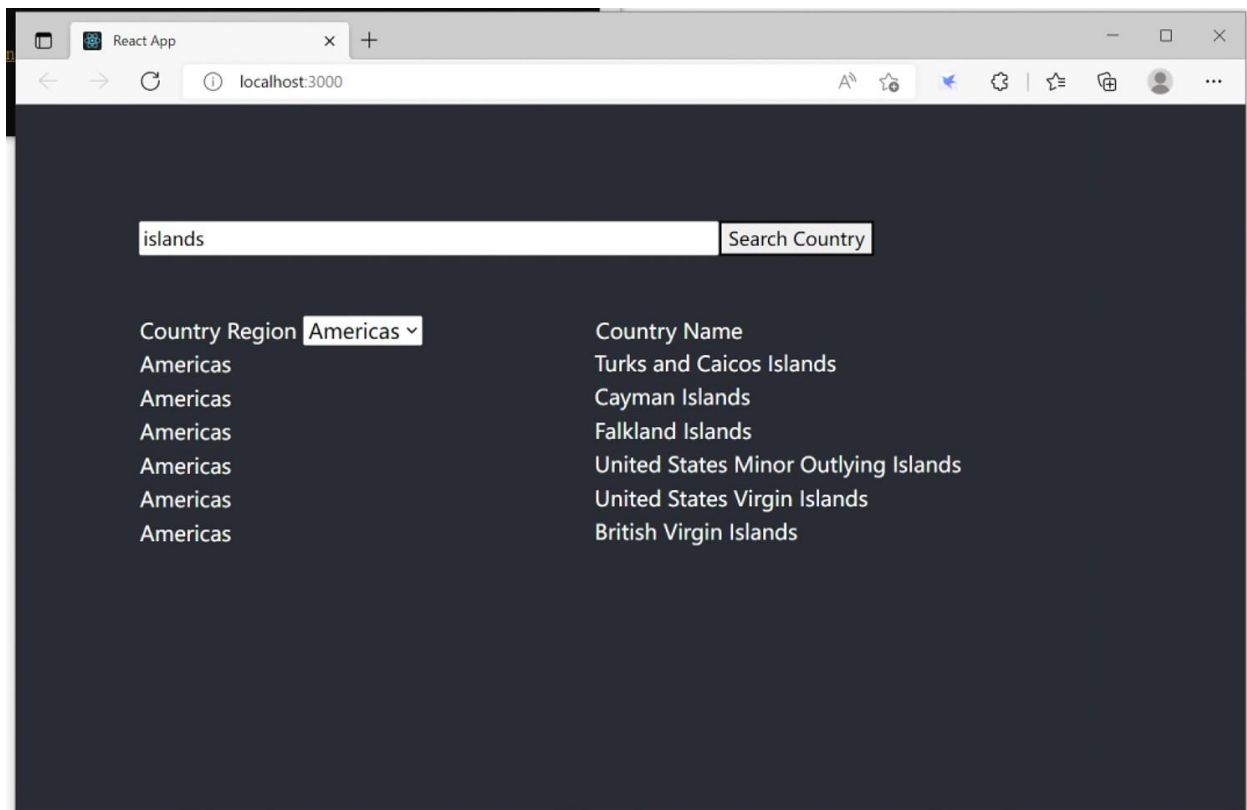 React App
localhost:3000
islands Search Country
Country Region Americas Country Name
Americas Turks and Caicos Islands
Americas Cayman Islands
Americas Falkland Islands
Americas United States Minor Outlying Islands
Americas United States Virgin Islands
Americas British Virgin Islands